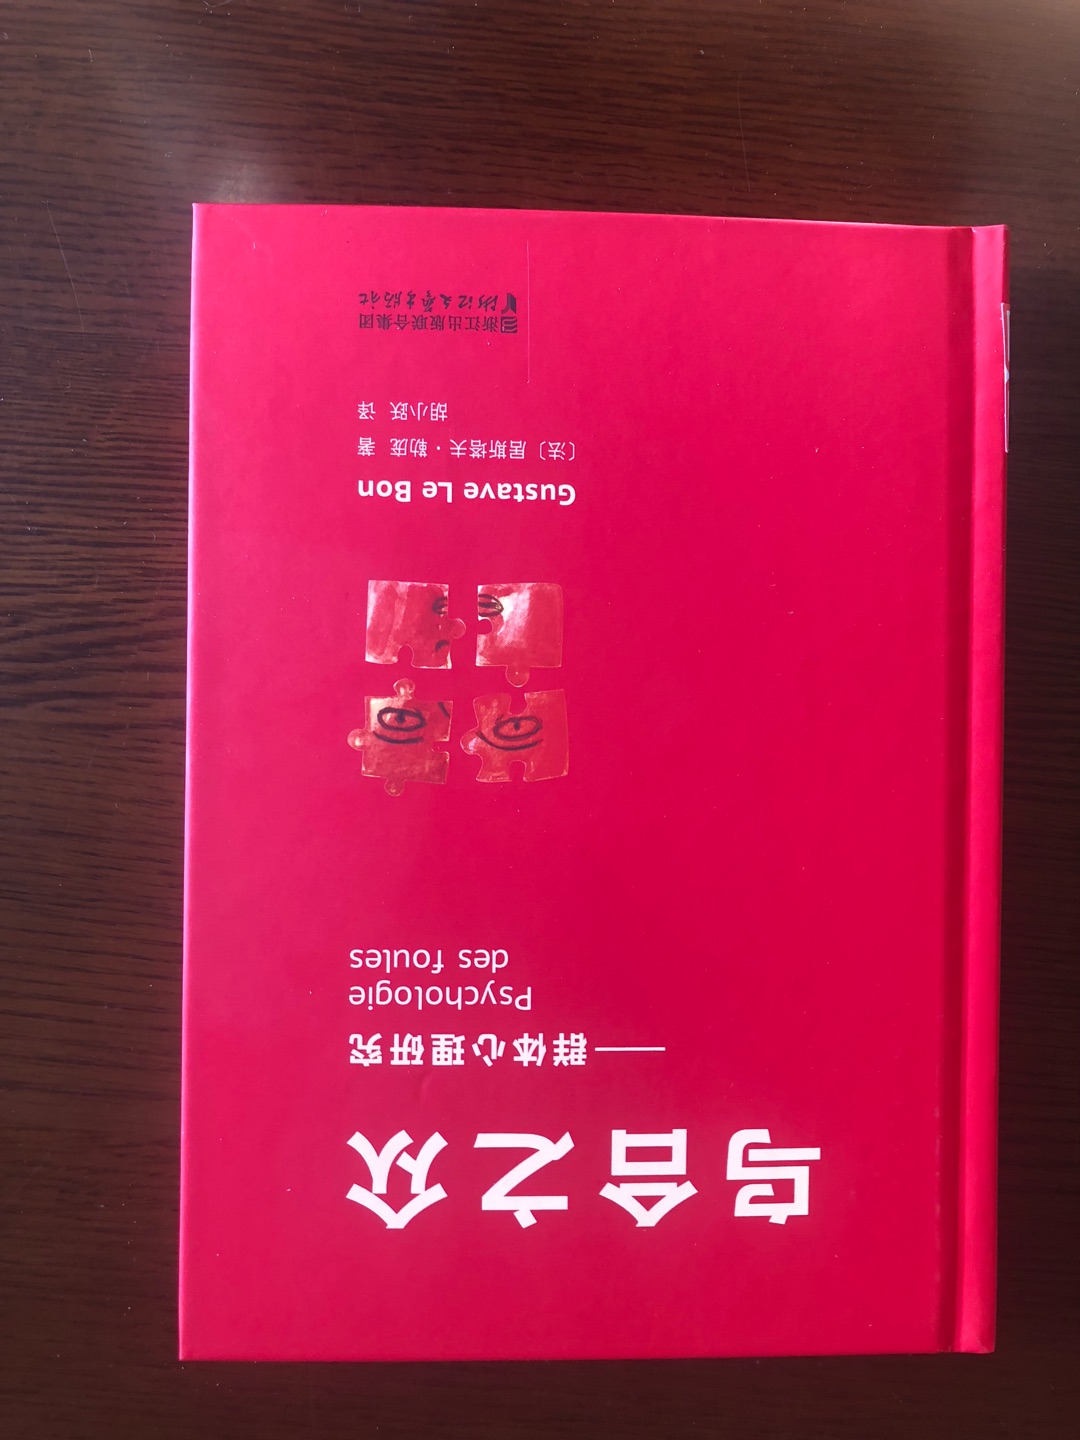 乌合之众
——群体心理研究
Psychologie
des foules
Gustave Le Bon
〔法〕居斯塔夫·勒庞 著
胡小跃 译
浙江出版联合集团
浙江文艺出版社